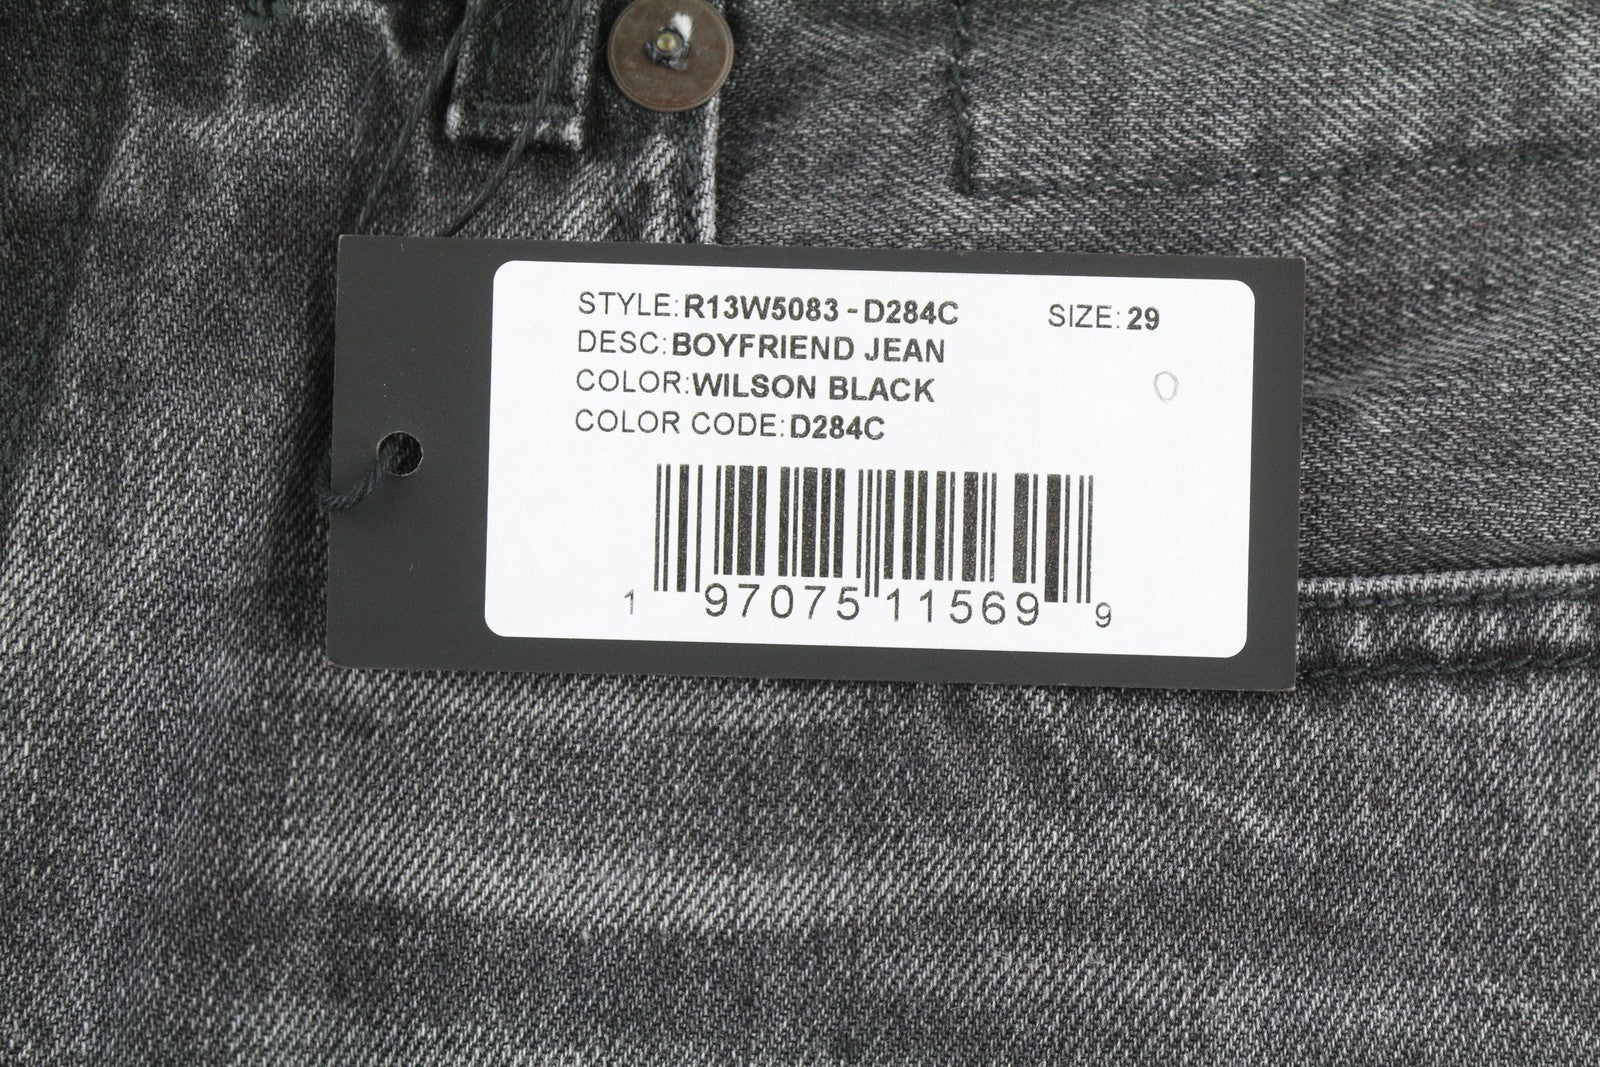 STYLE: R13W5083 - D284C SIZE: 29
DESC: BOYFRIEND JEAN
COLOR: WILSON BLACK
COLOR CODE: D284C
1 97075 11569 9